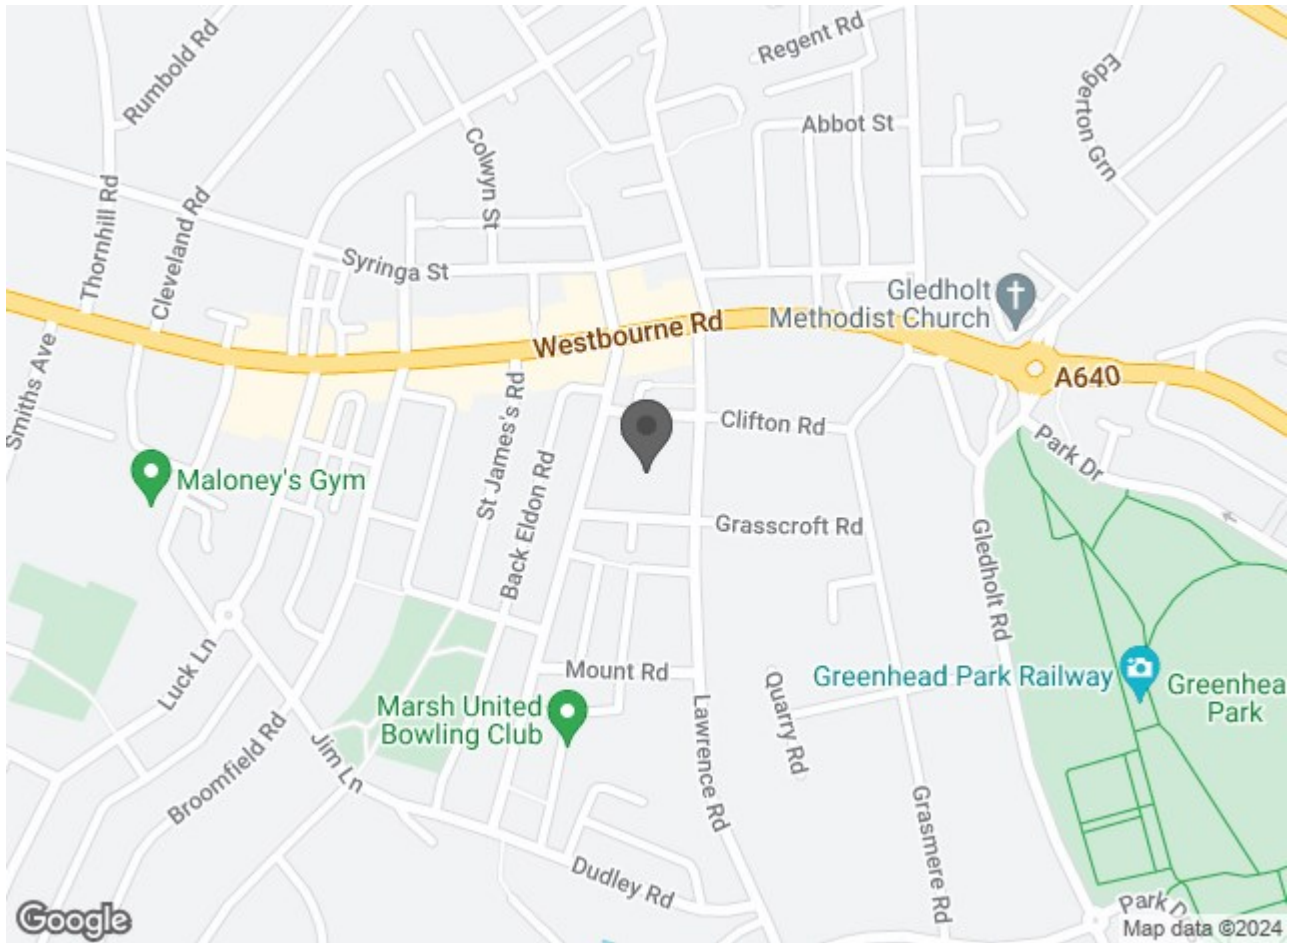 Rumbold Rd
Regent Rd
Edgerton Grn
Abbot St
Colwyn St
Thornhill Rd
Cleveland Rd
Syringa St
Gledholt
Methodist Church
Westbourne Rd
A640
Smiths Ave
St James's Rd
Clifton Rd
Park Dr
Back Eldon Rd
Maloney's Gym
Grasscroft Rd
Gledholt Rd
Luck Ln
Mount Rd
Greenhead Park Railway
Greenhea
Park
Quarry Rd
Marsh United
Bowling Club
Lawrence Rd
Broomfield Rd
Jim Ln
Grasmere Rd
Dudley Rd
Park D
Google
Map data ©2024